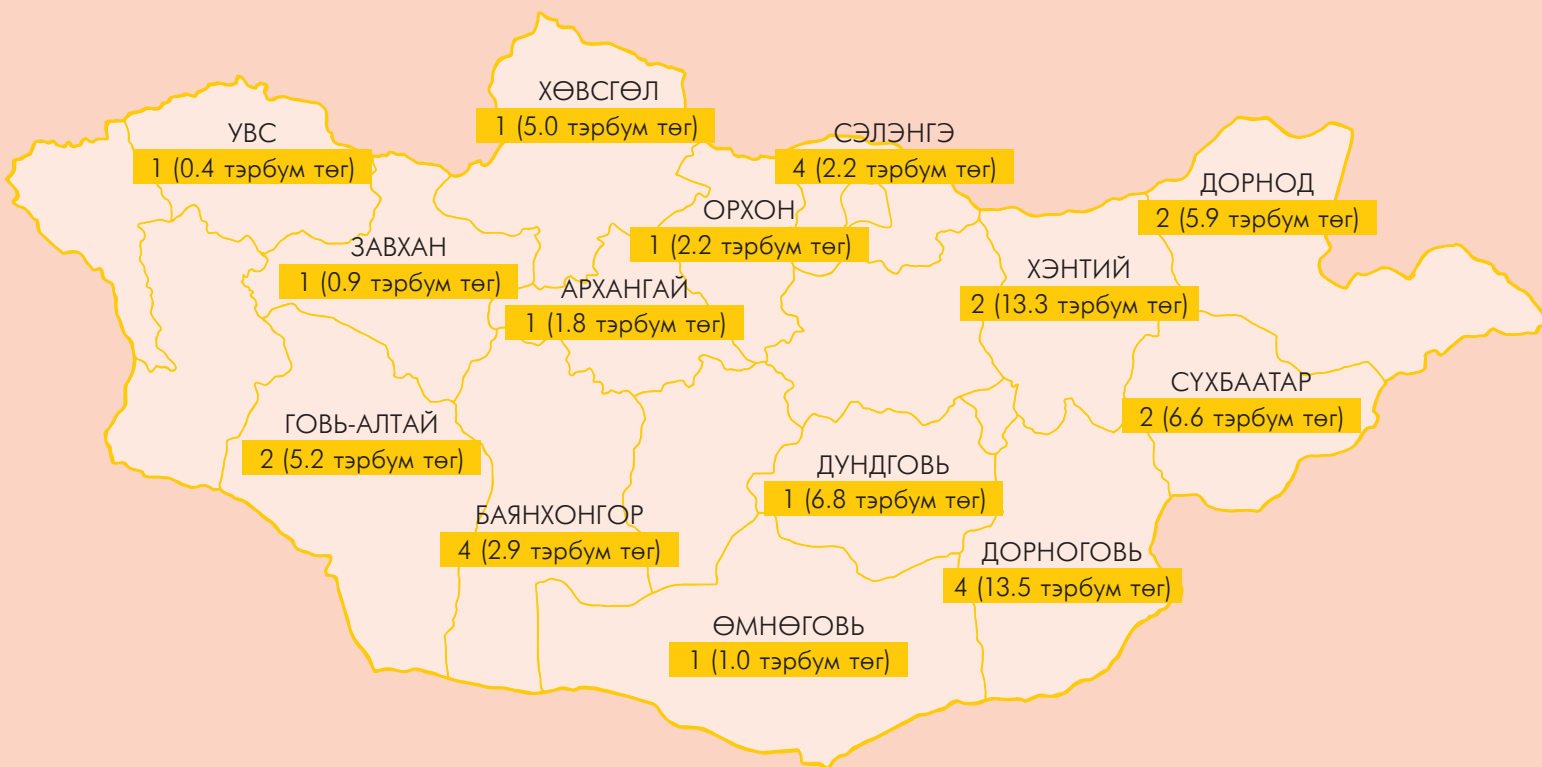 ХӨВСГӨЛ
1 (5.0 тэрбум төг)
УВС
1 (0.4 тэрбум төг)
СЭЛЭНГЭ
4 (2.2 тэрбум төг)
ДОРНОД
2 (5.9 тэрбум төг)
ОРХОН
1 (2.2 тэрбум төг)
ЗАВХАН
1 (0.9 тэрбум төг)
ХЭНТИЙ
2 (13.3 тэрбум төг)
АРХАНГАЙ
1 (1.8 тэрбум төг)
СҮХБААТАР
2 (6.6 тэрбум төг)
ГОВЬ-АЛТАЙ
2 (5.2 тэрбум төг)
ДУНДГОВЬ
1 (6.8 тэрбум төг)
БАЯНХОНГОР
4 (2.9 тэрбум төг)
ДОРНОГОВЬ
4 (13.5 тэрбум төг)
ӨМНӨГОВЬ
1 (1.0 тэрбум төг)